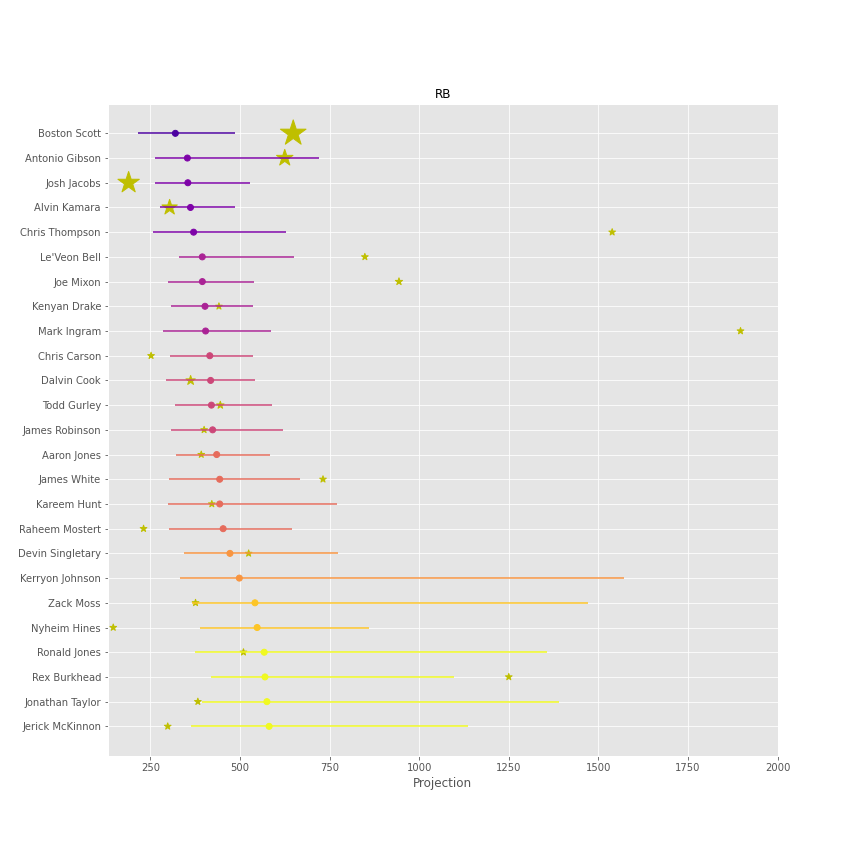 RB
Boston Scott
Antonio Gibson
Josh Jacobs
Alvin Kamara
Chris Thompson
Le'Veon Bell
Joe Mixon
Kenyan Drake
Mark Ingram
Chris Carson
Dalvin Cook
Todd Gurley
James Robinson
Aaron Jones
James White
Kareem Hunt
Raheem Mostert
Devin Singletary
Kerryon Johnson
Zack Moss
Nyheim Hines
Ronald Jones
Rex Burkhead
Jonathan Taylor
Jerick McKinnon
250 500 750 1000 1250 1500 1750 2000
Projection